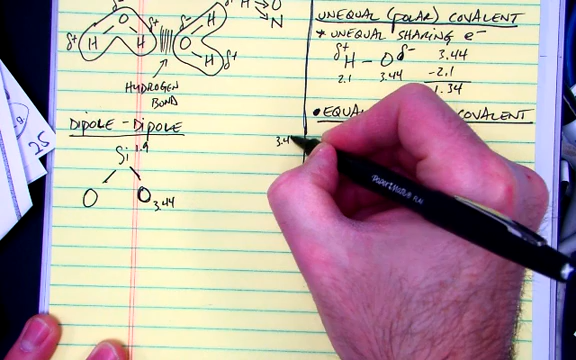 δ+ O δ- H → O
H H O H → N
δ+ H δ+
HYDROGEN
BOND
DIPOLE-DIPOLE
Si 1.9
O O 3.44
25
UNEQUAL (POLAR) COVALENT
* UNEQUAL SHARING e-
δ+ H - O δ- 3.44
2.1 3.44 -2.1
1.34
• EQUAL COVALENT
3.4